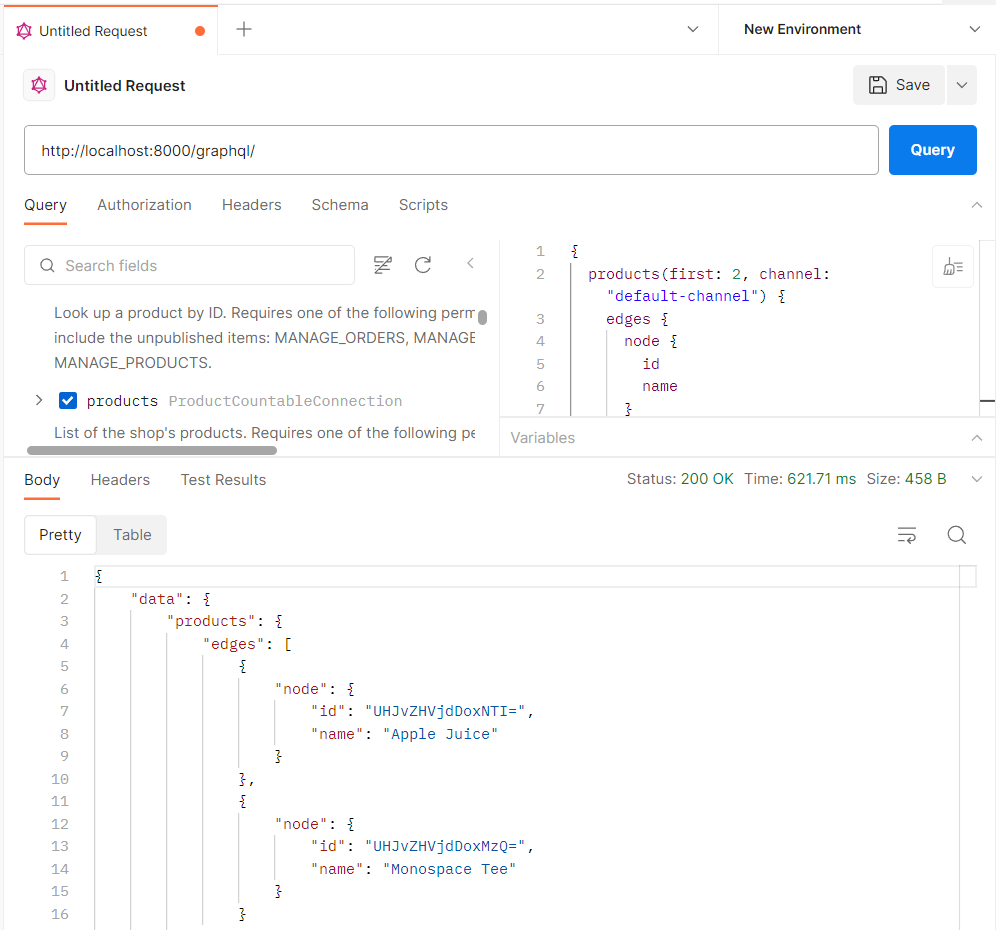 Untitled Request
New Environment
Untitled Request
Save
http://localhost:8000/graphql/
Query
Query Authorization Headers Schema Scripts
Search fields
Look up a product by ID. Requires one of the following perm
include the unpublished items: MANAGE_ORDERS, MANAGE
MANAGE_PRODUCTS.
products ProductCountableConnection
List of the shop's products. Requires one of the following pe
1 {
2 products(first: 2, channel:
"default-channel") {
3 edges {
4 node {
5 id
6 name
7 }
Variables
Body Headers Test Results
Status: 200 OK Time: 621.71 ms Size: 458 B
Pretty Table
1 {
2 "data": {
3 "products": {
4 "edges": [
5 {
6 "node": {
7 "id": "UHJvZHVjdDoxNTI=",
8 "name": "Apple Juice"
9 }
10 },
11 {
12 "node": {
13 "id": "UHJvZHVjdDoxMzQ=",
14 "name": "Monospace Tee"
15 }
16 }